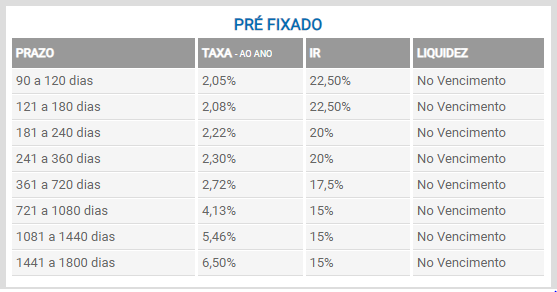 PRÉ FIXADO
PRAZO TAXA - AO ANO IR LIQUIDEZ
90 a 120 dias 2,05% 22,50% No Vencimento
121 a 180 dias 2,08% 22,50% No Vencimento
181 a 240 dias 2,22% 20% No Vencimento
241 a 360 dias 2,30% 20% No Vencimento
361 a 720 dias 2,72% 17,5% No Vencimento
721 a 1080 dias 4,13% 15% No Vencimento
1081 a 1440 dias 5,46% 15% No Vencimento
1441 a 1800 dias 6,50% 15% No Vencimento